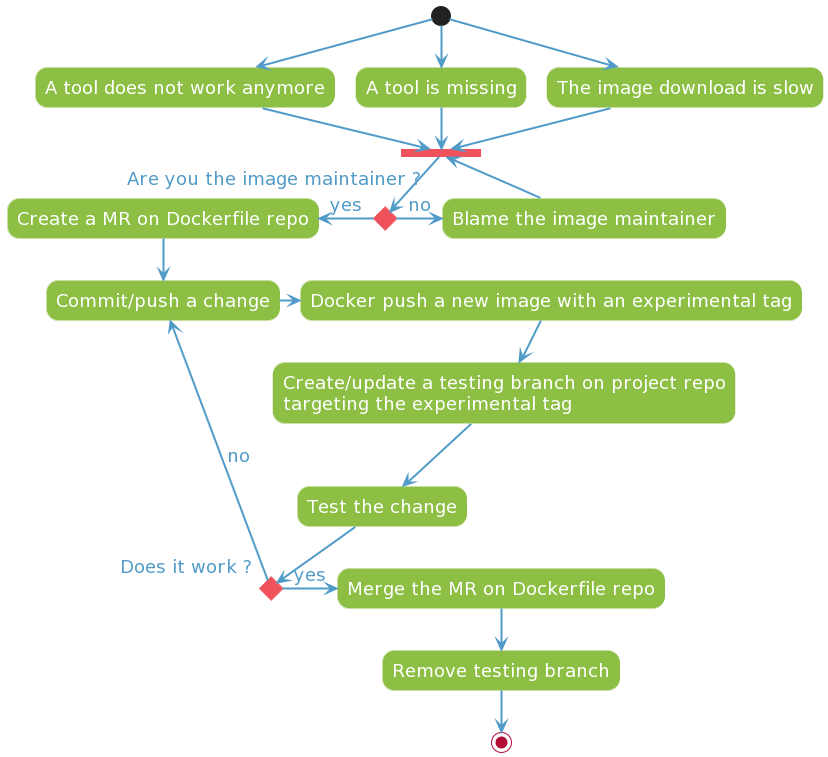 A tool does not work anymore
A tool is missing
The image download is slow
Are you the image maintainer ?
yes
no
Create a MR on Dockerfile repo
Blame the image maintainer
Commit/push a change
Docker push a new image with an experimental tag
Create/update a testing branch on project repo
targeting the experimental tag
no
Test the change
Does it work ?
yes
Merge the MR on Dockerfile repo
Remove testing branch